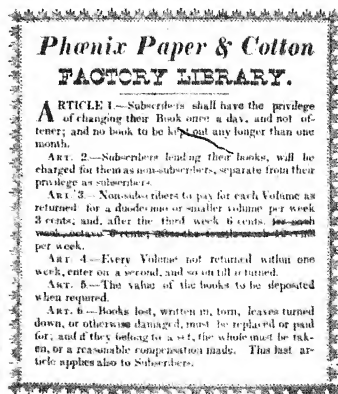 Phœnix Paper & Cotton
FACTORY LIBRARY.
ARTICLE 1.—Subscribers shall have the privilege
of changing their Book once a day, and not of-
tener; and no book to be kept out any longer than one
month.
ART. 2.—Subscribers lending their books, will be
charged for them as non-subscribers, separate from their
privilege as subscribers.
ART. 3.—Non-subscribers to pay for each Volume as
returned for a duodecimo or smaller volume per week
3 cents; and, after the third week 6 cents, for each
week, octavo 6 cents, after the
per week.
ART. 4.—Every Volume not returned within one
week, enter on a second, and so on till returned.
ART. 5.—The value of the books to be deposited
when required.
ART. 6.—Books lost, written in, torn, leaves turned
down, or otherwise damaged, must be replaced or paid
for; and if they belong to a set, the whole must be tak-
en, or a reasonable compensation made. This last ar-
ticle applies also to Subscribers.